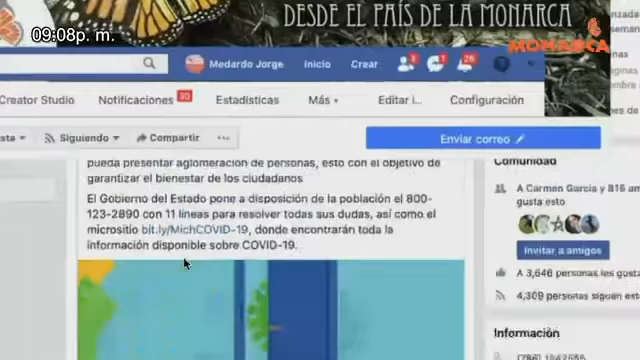 DESDE EL PAÍS DE LA MONARCA
09:08p. m.
MONARCA
Medardo Jorge Inicio Crear 3 1 26
Creator Studio Notificaciones 30 Estadísticas Más Editar i... Configuración
Siguiendo Compartir ... Enviar correo
pueda presentar aglomeración de personas, esto con el objetivo de
garantizar el bienestar de los ciudadanos
El Gobierno del Estado pone a disposición de la población el 800-
123-2890 con 11 líneas para resolver todas sus dudas, así como el
micrositio bit.ly/MichCOVID-19, donde encontrarán toda la
información disponible sobre COVID-19.
Comunidad
A Carmen Garcia y 816 am
gusta esto
Invitar a amigos
A 3,646 personas les gusta
4,309 personas siguen est
Información